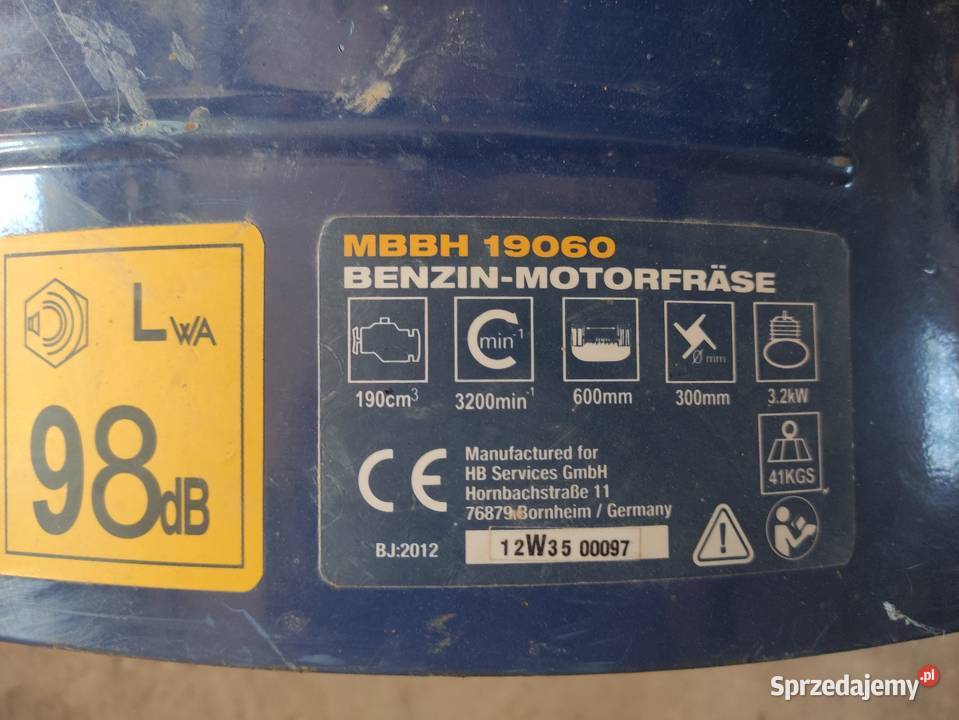 LWA
98dB
MBBH 19060
BENZIN-MOTORFRÄSE
min-1
Ø mm
190cm³
3200min-1
600mm
300mm
3.2kW
41KGS
CE
Manufactured for
HB Services GmbH
Hornbachstraße 11
76879 Bornheim / Germany
BJ:2012
12W35 00097
Sprzedajemy.pl